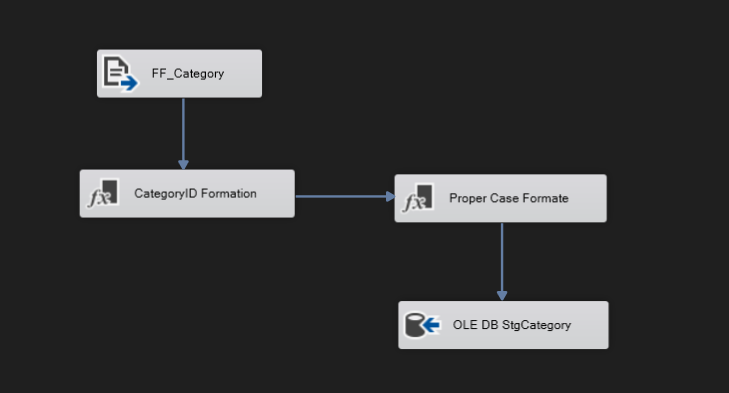 FF_Category
CategoryID Formation
Proper Case Formate
OLE DB StgCategory